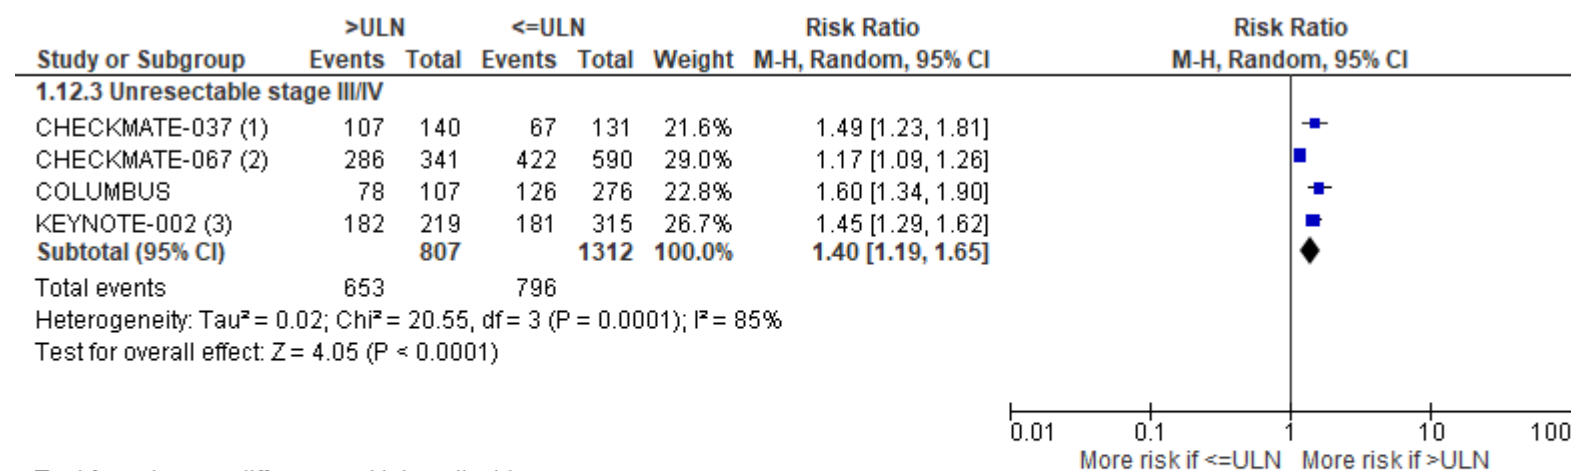 >ULN <=ULN Risk Ratio Risk Ratio
Study or Subgroup Events Total Events Total Weight M-H, Random, 95% CI M-H, Random, 95% CI
1.12.3 Unresectable stage III/IV
CHECKMATE-037 (1) 107 140 67 131 21.6% 1.49 [1.23, 1.81]
CHECKMATE-067 (2) 286 341 422 590 29.0% 1.17 [1.09, 1.26]
COLUMBUS 78 107 126 276 22.8% 1.60 [1.34, 1.90]
KEYNOTE-002 (3) 182 219 181 315 26.7% 1.45 [1.29, 1.62]
Subtotal (95% CI) 807 1312 100.0% 1.40 [1.19, 1.65]
Total events 653 796
Heterogeneity: Tau² = 0.02; Chi² = 20.55, df = 3 (P = 0.0001); I² = 85%
Test for overall effect: Z = 4.05 (P < 0.0001)
0.01 0.1 1 10 100
More risk if <=ULN More risk if >ULN